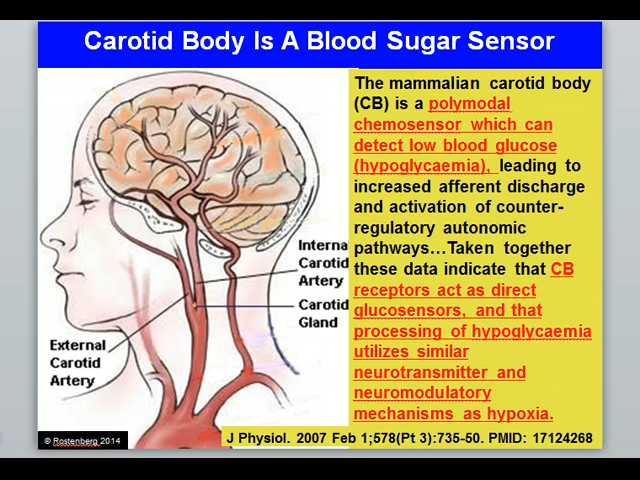 Carotid Body Is A Blood Sugar Sensor
The mammalian carotid body
(CB) is a polymodal
chemosensor which can
detect low blood glucose
(hypoglycaemia), leading to
increased afferent discharge
and activation of counter-
regulatory autonomic
pathways…Taken together
these data indicate that CB
receptors act as direct
glucosensors, and that
processing of hypoglycaemia
utilizes similar
neurotransmitter and
neuromodulatory
mechanisms as hypoxia.
Interna
Carotid
Artery
Carotid
Gland
External
Carotid
Artery
© Rostenberg 2014
J Physiol. 2007 Feb 1;578(Pt 3):735-50. PMID: 17124268